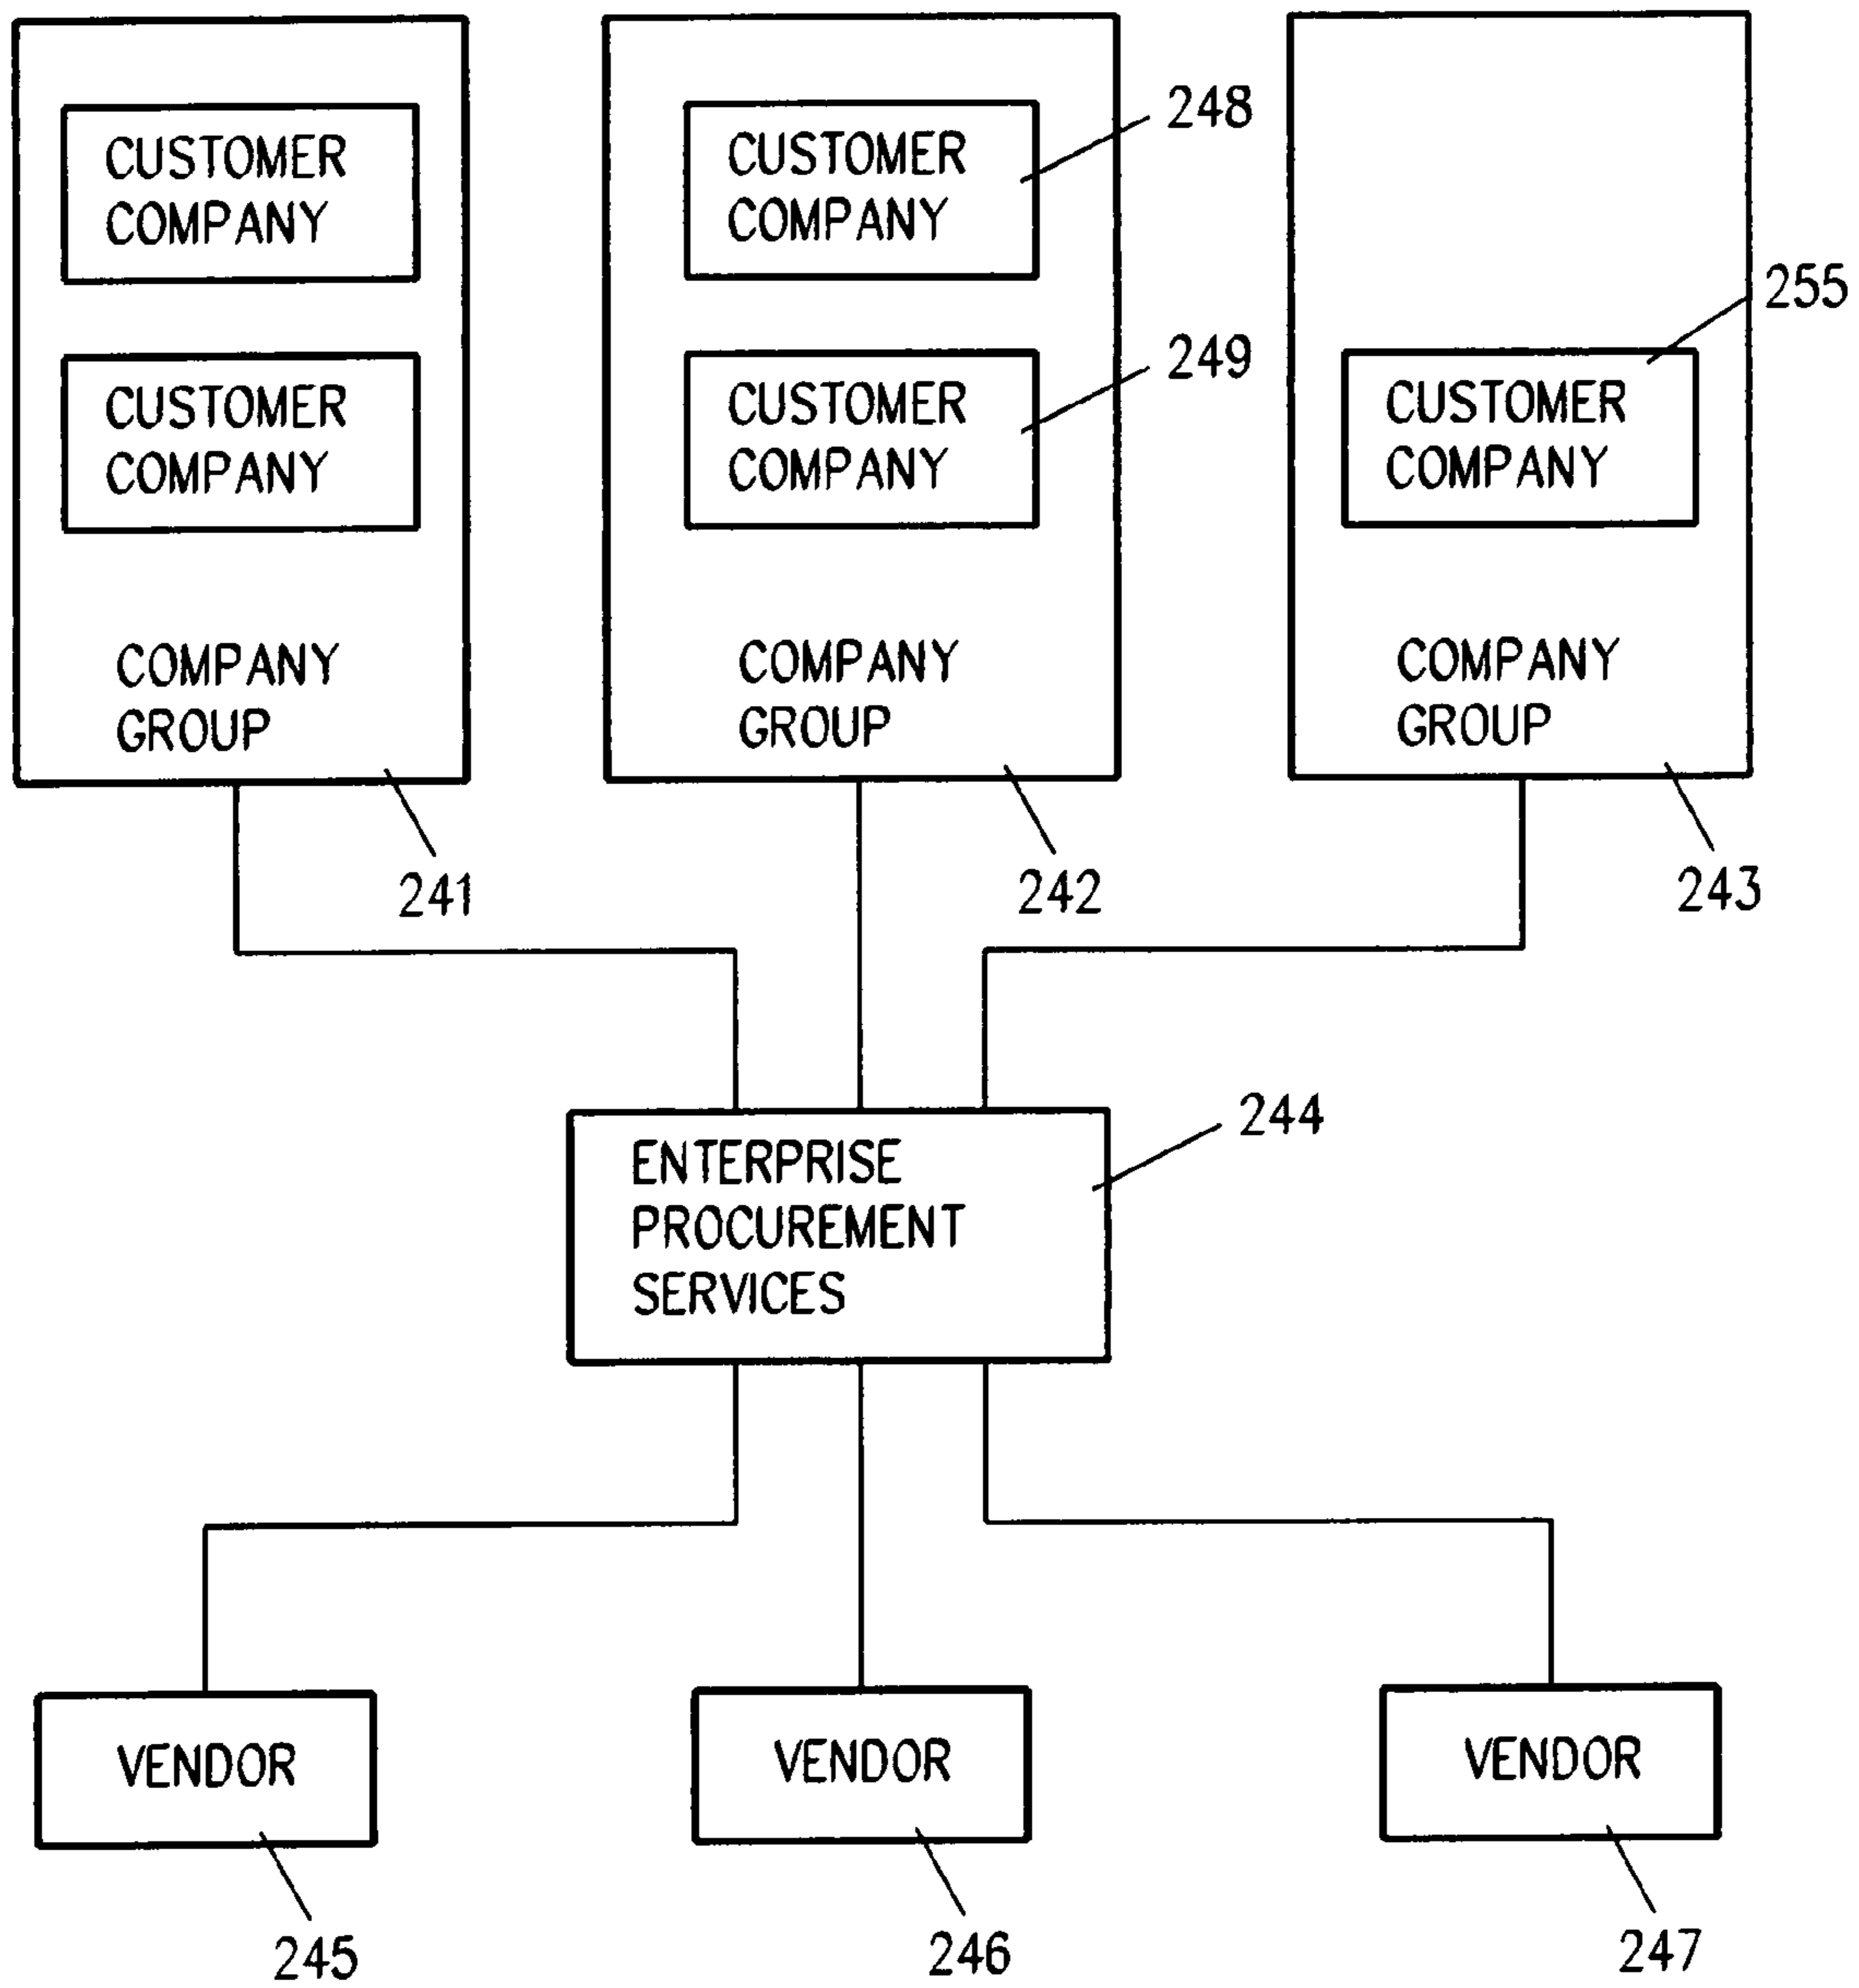 CUSTOMER
COMPANY
CUSTOMER
COMPANY
COMPANY
GROUP
241
CUSTOMER
COMPANY
248
CUSTOMER
COMPANY
249
COMPANY
GROUP
242
255
CUSTOMER
COMPANY
COMPANY
GROUP
243
ENTERPRISE
PROCUREMENT
SERVICES
244
VENDOR
245
VENDOR
246
VENDOR
247